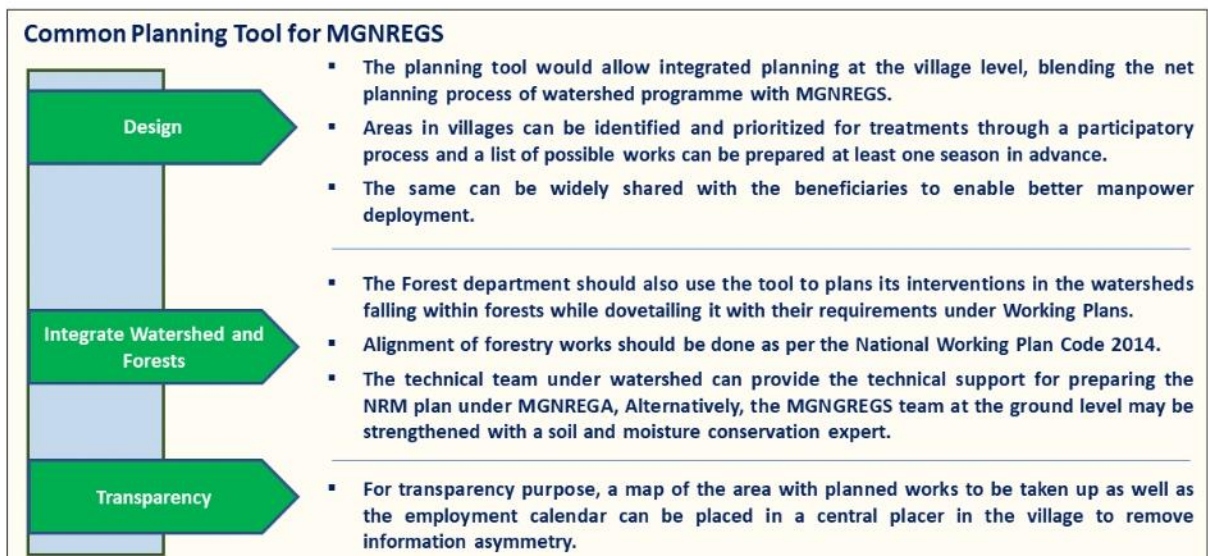 Common Planning Tool for MGNREGS
Design
▪ The planning tool would allow integrated planning at the village level, blending the net
planning process of watershed programme with MGNREGS.
▪ Areas in villages can be identified and prioritized for treatments through a participatory
process and a list of possible works can be prepared at least one season in advance.
▪ The same can be widely shared with the beneficiaries to enable better manpower
deployment.
Integrate Watershed and
Forests
▪ The Forest department should also use the tool to plans its interventions in the watersheds
falling within forests while dovetailing it with their requirements under Working Plans.
▪ Alignment of forestry works should be done as per the National Working Plan Code 2014.
▪ The technical team under watershed can provide the technical support for preparing the
NRM plan under MGNREGA, Alternatively, the MGNGREGS team at the ground level may be
strengthened with a soil and moisture conservation expert.
Transparency
▪ For transparency purpose, a map of the area with planned works to be taken up as well as
the employment calendar can be placed in a central placer in the village to remove
information asymmetry.